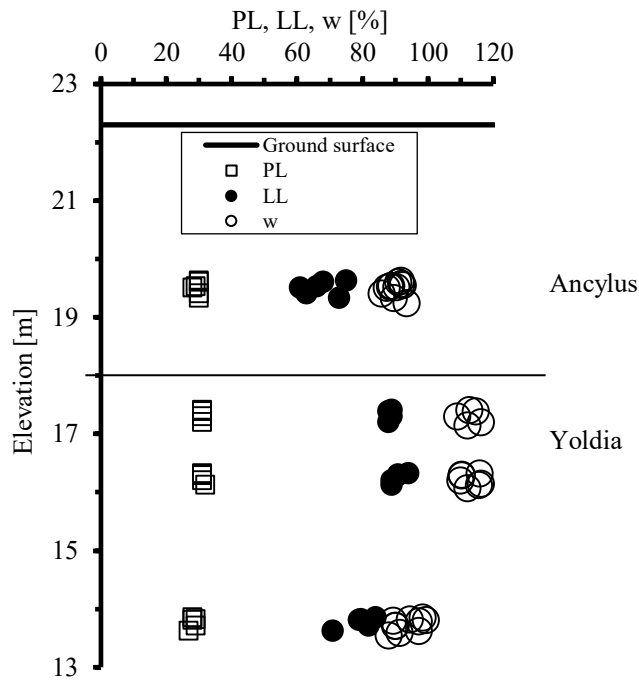 PL, LL, w [%]
0 20 40 60 80 100 120
23
Ground surface
PL
LL
w
21
Ancylus
19
Elevation [m]
17
Yoldia
15
13